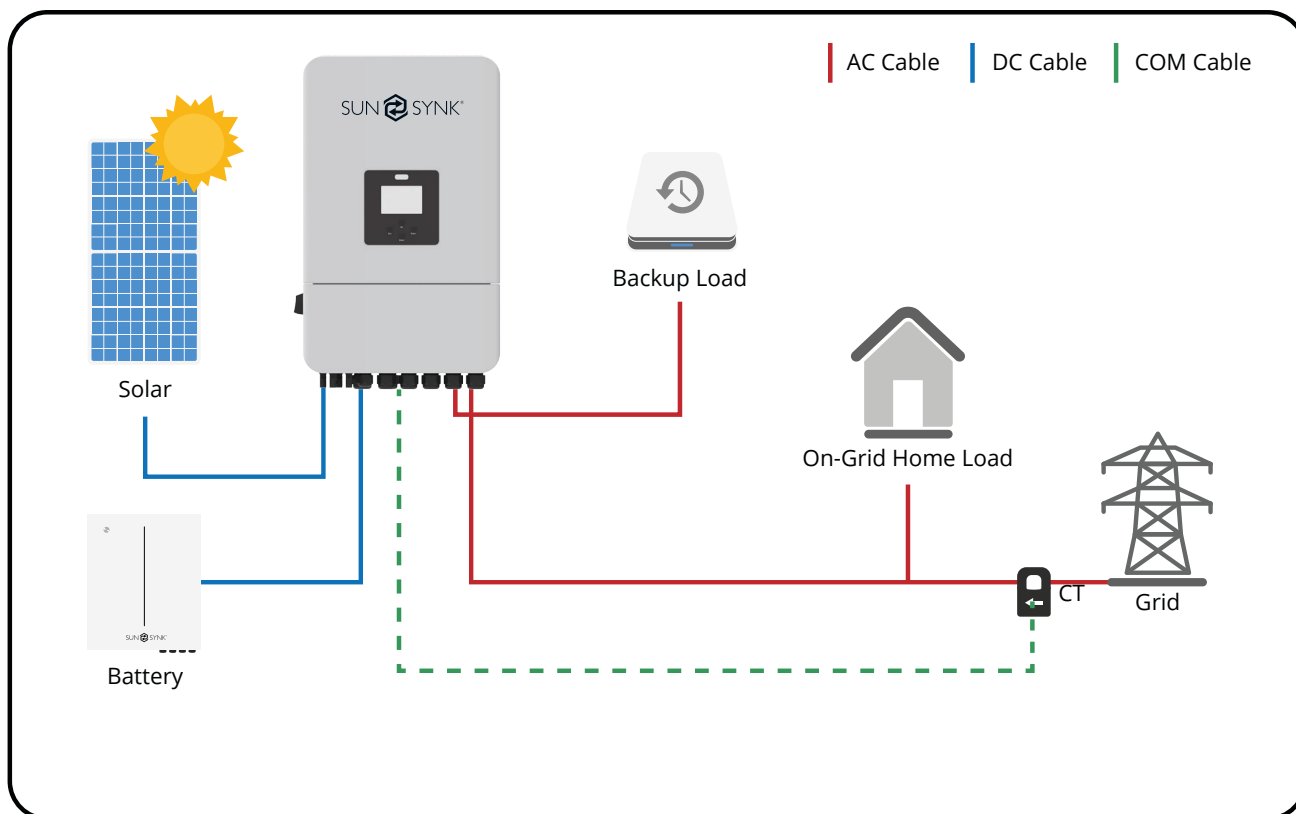 AC Cable
DC Cable
COM Cable
SUN SYNK®
Backup Load
Solar
On-Grid Home Load
CT
Grid
SUN SYNK
Battery